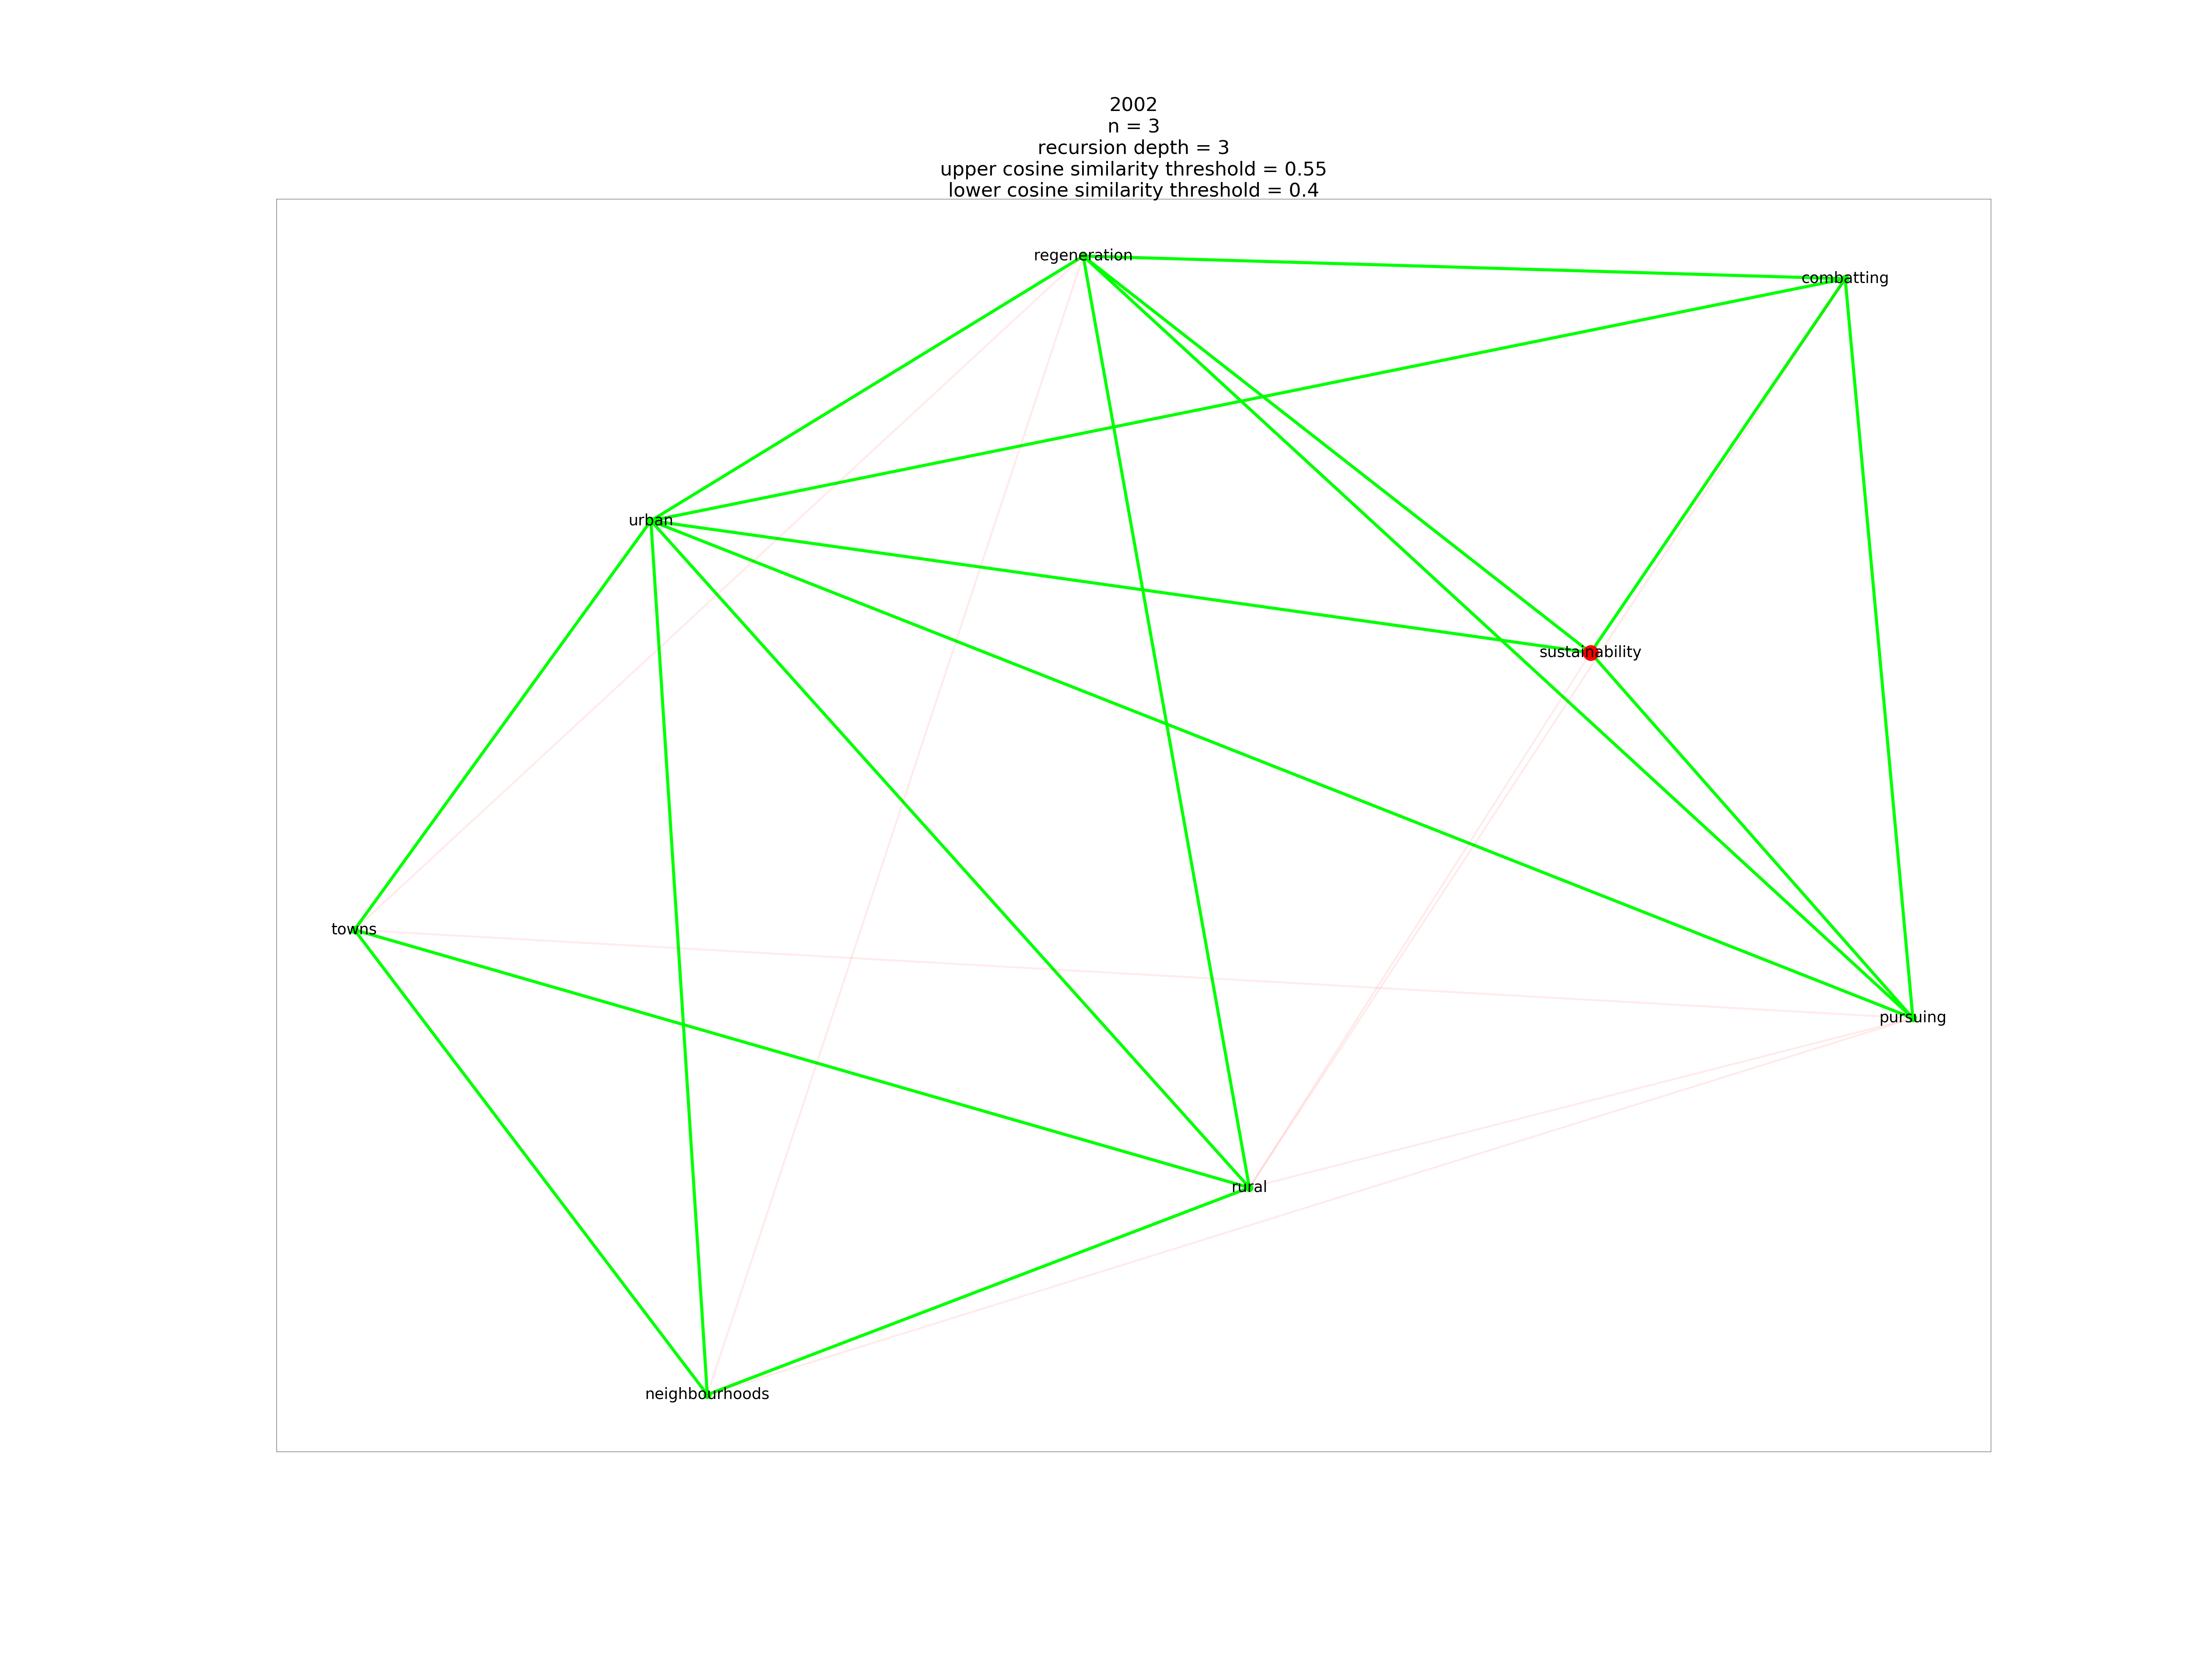 2002
n = 3
recursion depth = 3
upper cosine similarity threshold = 0.55
lower cosine similarity threshold = 0.4
regeneration
combatting
urban
sustainability
towns
pursuing
rural
neighbourhoods